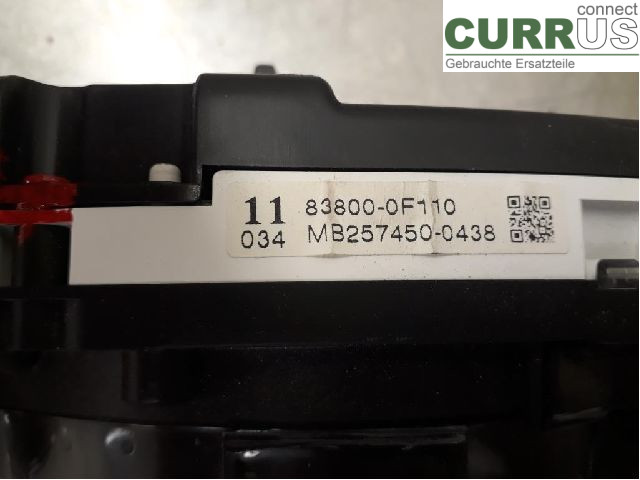 connect
CURRUS
Gebrauchte Ersatzteile
11 83800-0F110
034 MB257450-0438